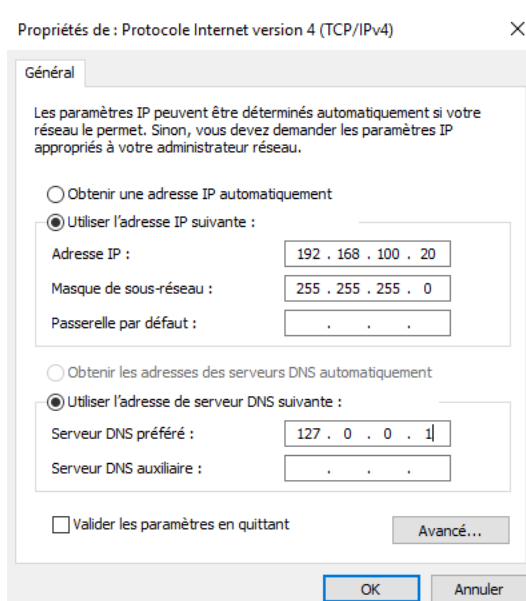 Propriétés de : Protocole Internet version 4 (TCP/IPv4)
Général
Les paramètres IP peuvent être déterminés automatiquement si votre
réseau le permet. Sinon, vous devez demander les paramètres IP
appropriés à votre administrateur réseau.
Obtenir une adresse IP automatiquement
Utiliser l'adresse IP suivante :
Adresse IP : 192 . 168 . 100 . 20
Masque de sous-réseau : 255 . 255 . 255 . 0
Passerelle par défaut : . . .
Obtenir les adresses des serveurs DNS automatiquement
Utiliser l'adresse de serveur DNS suivante :
Serveur DNS préféré : 127 . 0 . 0 . 1
Serveur DNS auxiliaire : . . .
Valider les paramètres en quittant
Avancé...
OK Annuler